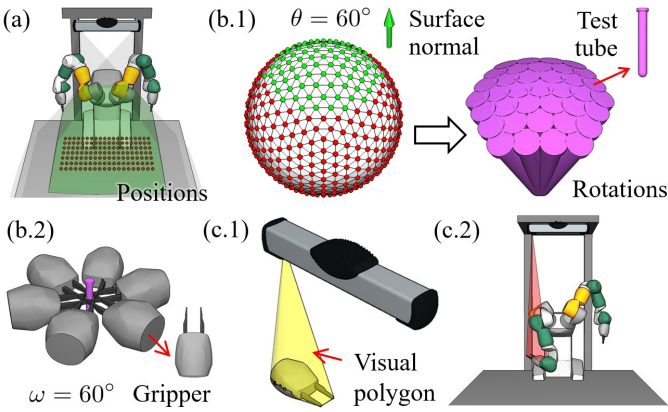 (a)
Positions
(b.1)
θ = 60°
Surface
normal
Test
tube
Rotations
(b.2)
ω = 60°
Gripper
(c.1)
Visual
polygon
(c.2)